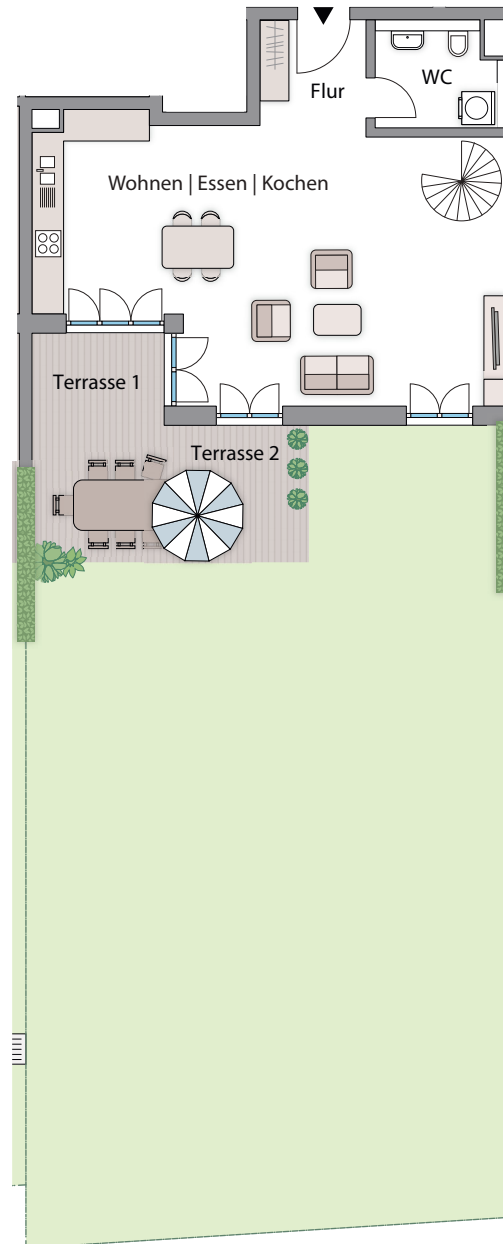 Flur
WC
Wohnen | Essen | Kochen
Terrasse 1
Terrasse 2